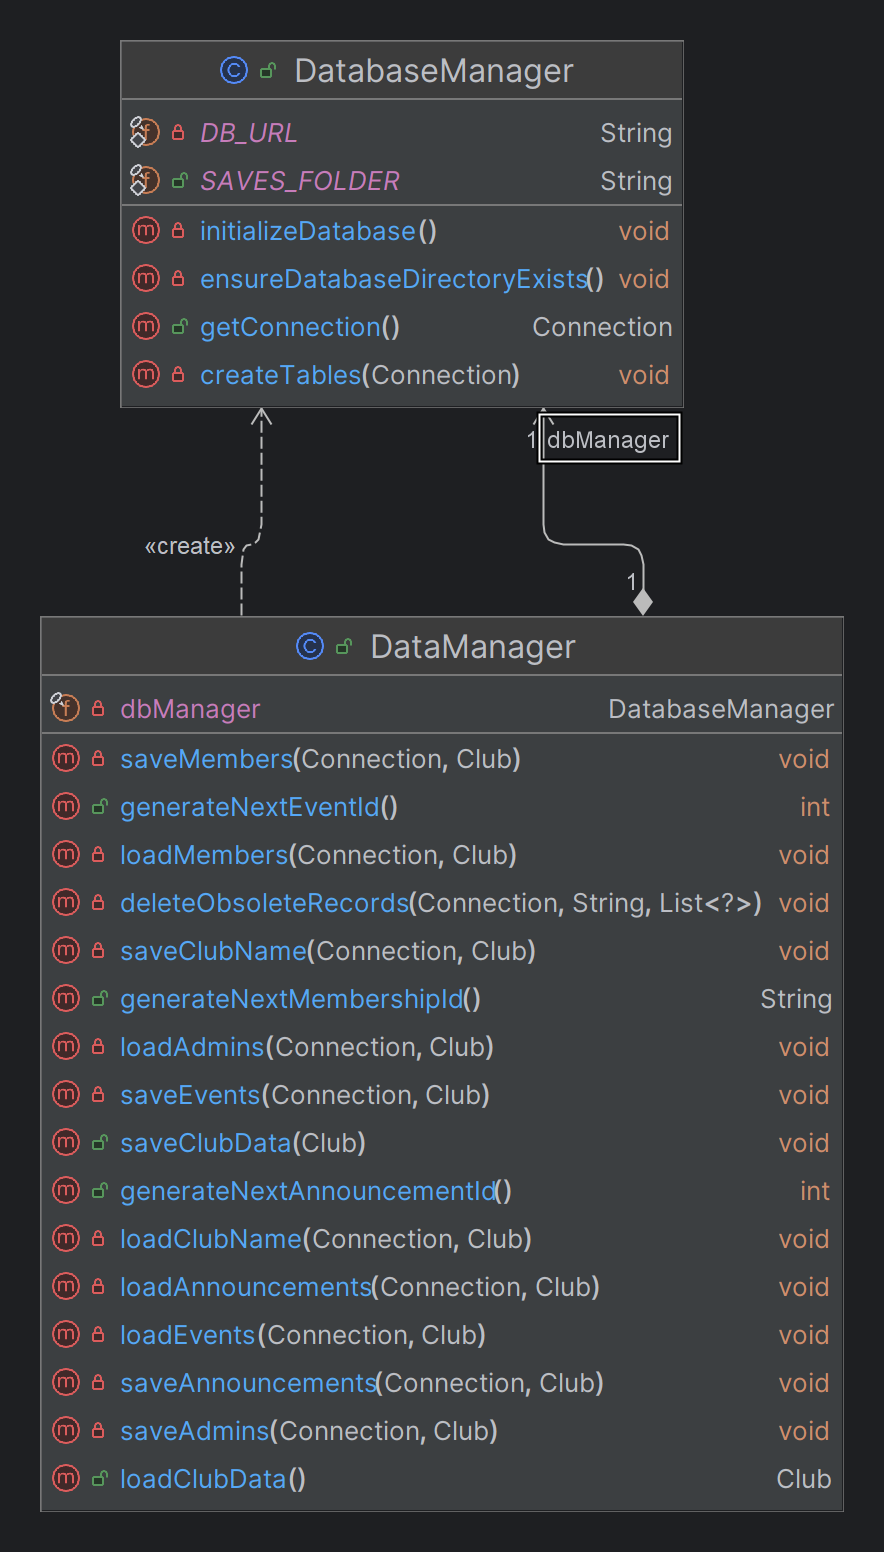 DatabaseManager
DB_URL String
SAVES_FOLDER String
initializeDatabase() void
ensureDatabaseDirectoryExists() void
getConnection() Connection
createTables(Connection) void
1 dbManager
«create»
1
DataManager
dbManager DatabaseManager
saveMembers(Connection, Club) void
generateNextEventId() int
loadMembers(Connection, Club) void
deleteObsoleteRecords(Connection, String, List<?>) void
saveClubName(Connection, Club) void
generateNextMembershipId() String
loadAdmins(Connection, Club) void
saveEvents(Connection, Club) void
saveClubData(Club) void
generateNextAnnouncementId() int
loadClubName(Connection, Club) void
loadAnnouncements(Connection, Club) void
loadEvents(Connection, Club) void
saveAnnouncements(Connection, Club) void
saveAdmins(Connection, Club) void
loadClubData() Club